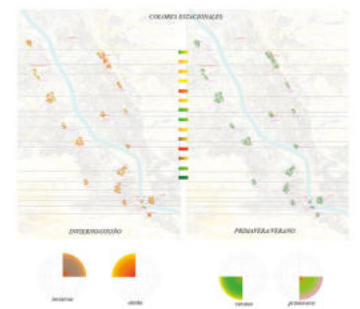 COLORES ESTACIONALES
INVIERNO/OTOÑO
PRIMAVERA/VERANO
invierno
otoño
verano
primavera